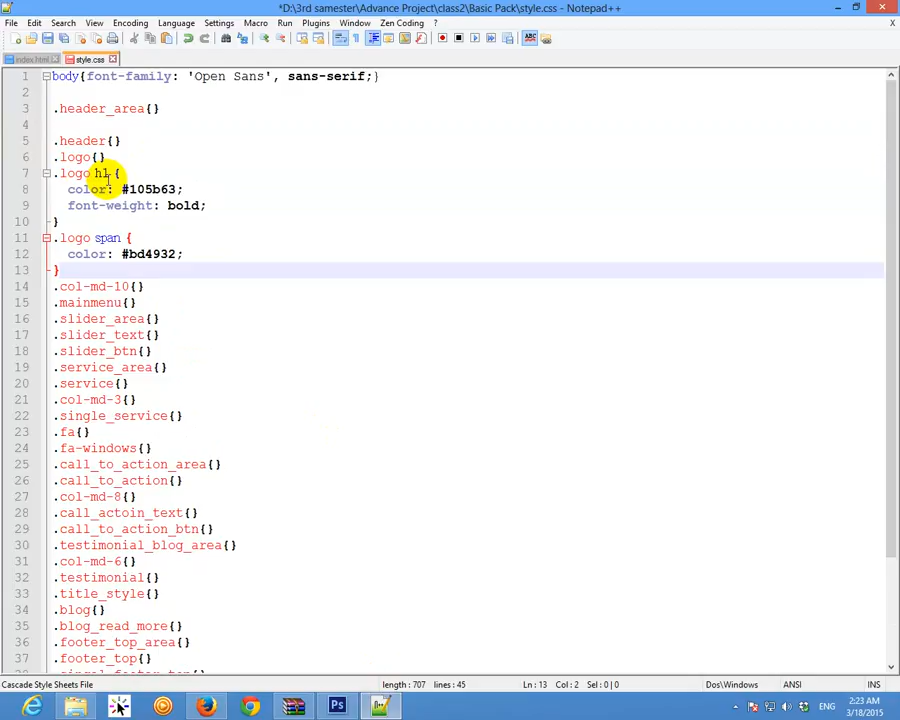 *D:\3rd samester\Advance Project\class2\Basic Pack\style.css - Notepad++
File Edit Search View Encoding Language Settings Macro Run Plugins Window Zen Coding ? X
index.html style.css
1 body{font-family: 'Open Sans', sans-serif;}
2
3 .header_area{}
4
5 .header{}
6 .logo{}
7 .logo h1 {
8 color: #105b63;
9 font-weight: bold;
10 }
11 .logo span {
12 color: #bd4932;
13 }
14 .col-md-10{}
15 .mainmenu{}
16 .slider_area{}
17 .slider_text{}
18 .slider_btn{}
19 .service_area{}
20 .service{}
21 .col-md-3{}
22 .single_service{}
23 .fa{}
24 .fa-windows{}
25 .call_to_action_area{}
26 .call_to_action{}
27 .col-md-8{}
28 .call_actoin_text{}
29 .call_to_action_btn{}
30 .testimonial_blog_area{}
31 .col-md-6{}
32 .testimonial{}
33 .title_style{}
34 .blog{}
35 .blog_read_more{}
36 .footer_top_area{}
37 .footer_top{}
Cascade Style Sheets File length : 707 lines : 45 Ln : 13 Col : 2 Sel : 0 | 0 Dos\Windows ANSI INS
ENG 2:23 AM
3/18/2015